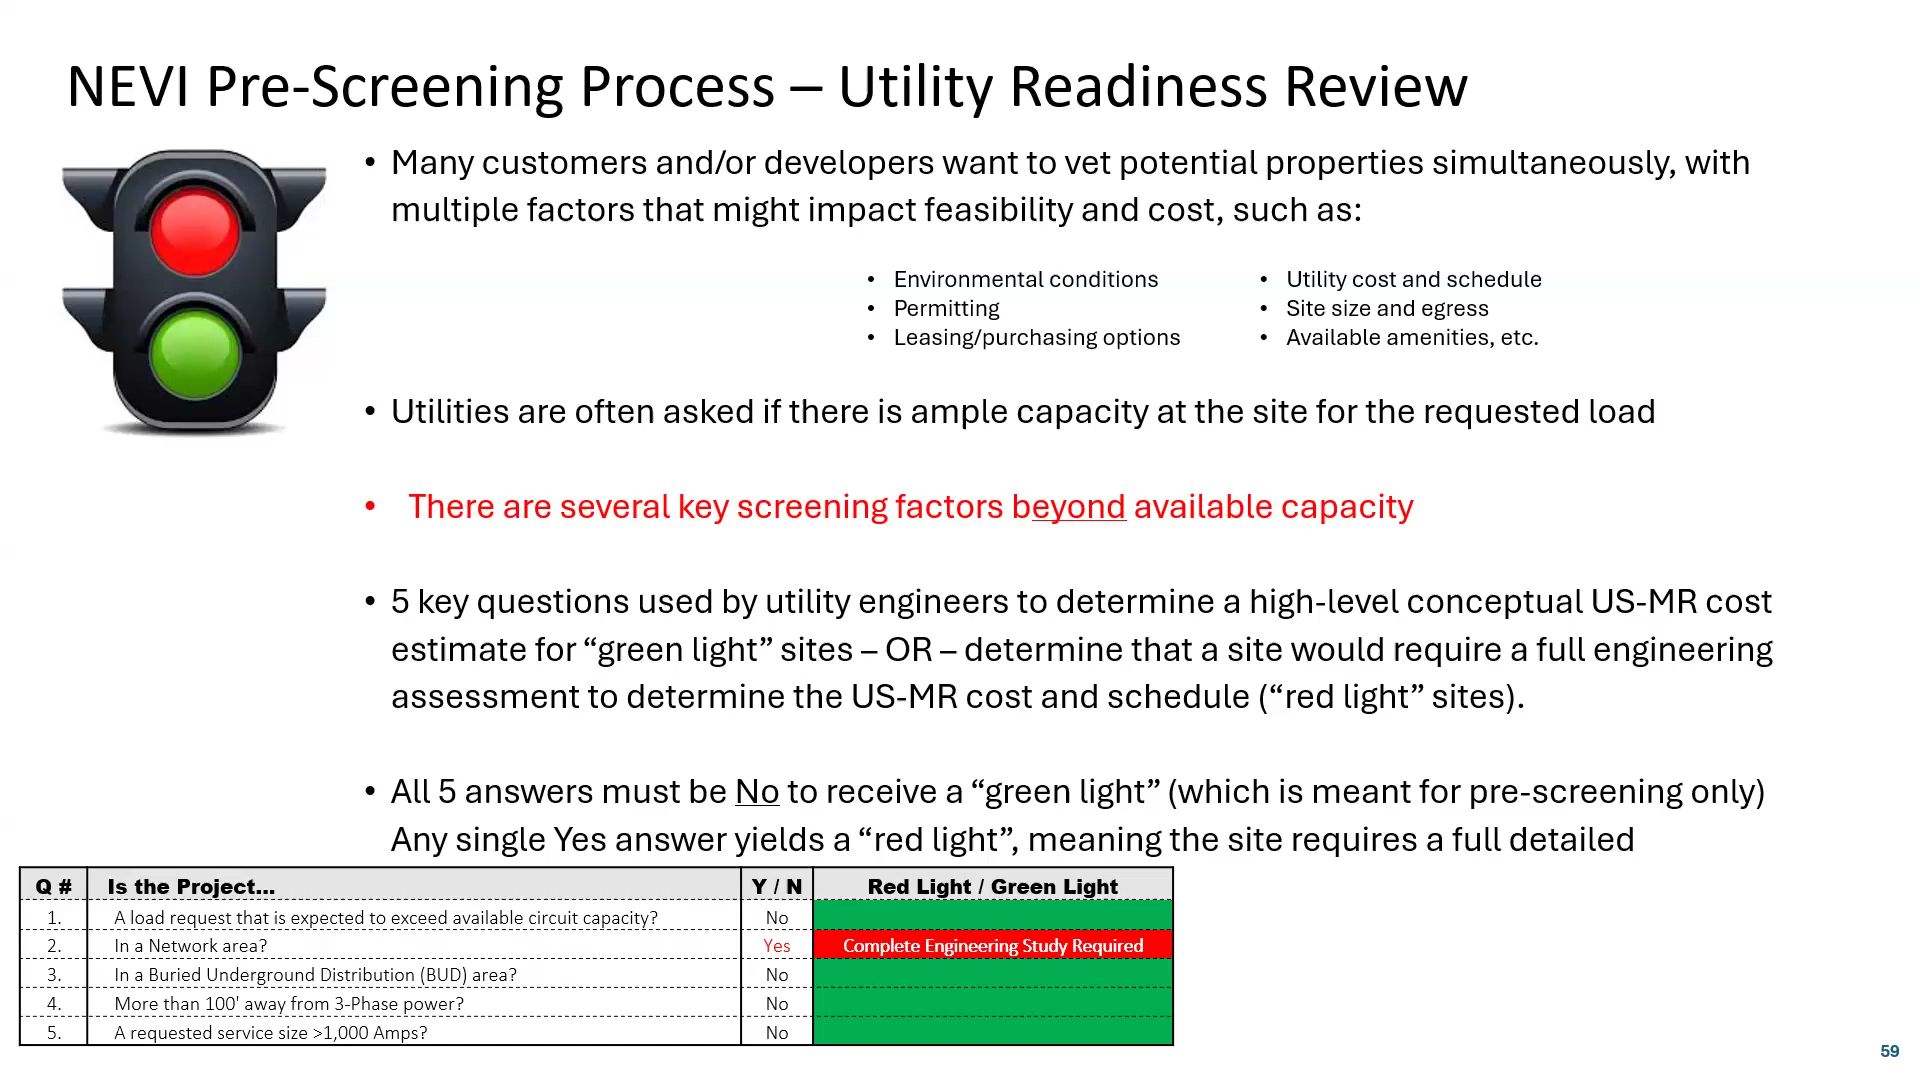 NEVI Pre-Screening Process – Utility Readiness Review
• Many customers and/or developers want to vet potential properties simultaneously, with
multiple factors that might impact feasibility and cost, such as:
• Environmental conditions
• Permitting
• Leasing/purchasing options
• Utility cost and schedule
• Site size and egress
• Available amenities, etc.
• Utilities are often asked if there is ample capacity at the site for the requested load
• There are several key screening factors beyond available capacity
• 5 key questions used by utility engineers to determine a high-level conceptual US-MR cost
estimate for “green light” sites – OR – determine that a site would require a full engineering
assessment to determine the US-MR cost and schedule (“red light” sites).
• All 5 answers must be No to receive a “green light” (which is meant for pre-screening only)
Any single Yes answer yields a “red light”, meaning the site requires a full detailed
Q # Is the Project... Y / N Red Light / Green Light
1. A load request that is expected to exceed available circuit capacity? No
2. In a Network area? Yes Complete Engineering Study Required
3. In a Buried Underground Distribution (BUD) area? No
4. More than 100' away from 3-Phase power? No
5. A requested service size >1,000 Amps? No
59